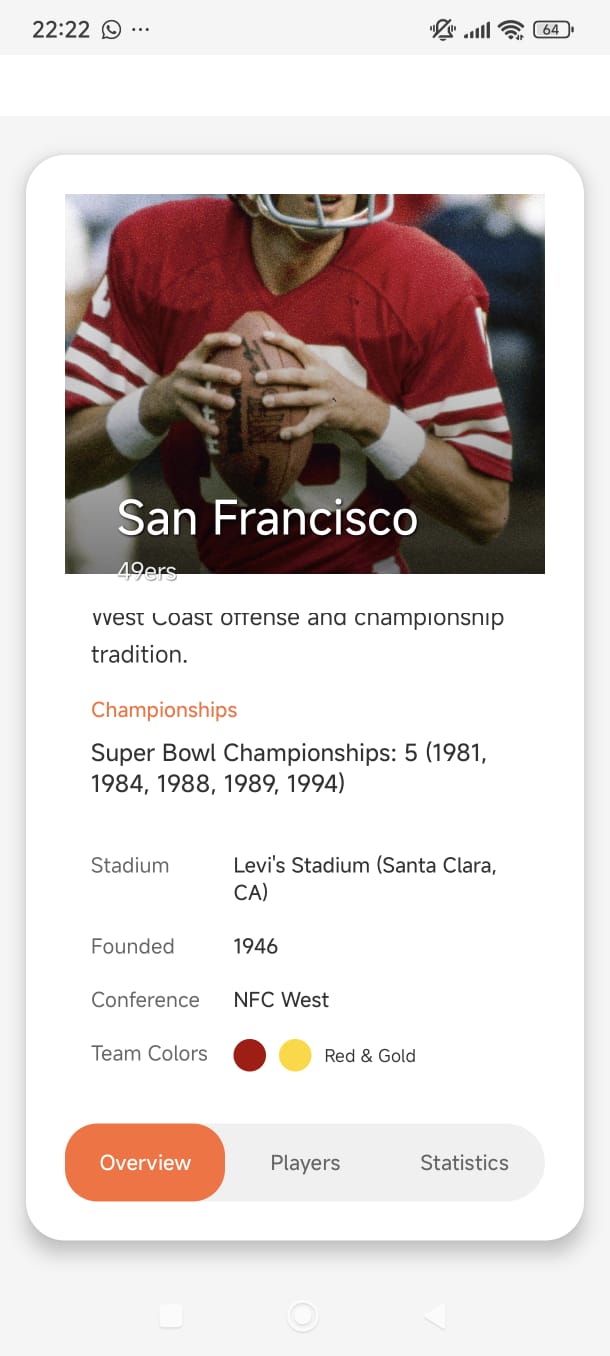 22:22
64
San Francisco
49ers
West Coast offense and championship
tradition.
Championships
Super Bowl Championships: 5 (1981,
1984, 1988, 1989, 1994)
Stadium
Levi's Stadium (Santa Clara,
CA)
Founded
1946
Conference
NFC West
Team Colors
Red & Gold
Overview
Players
Statistics